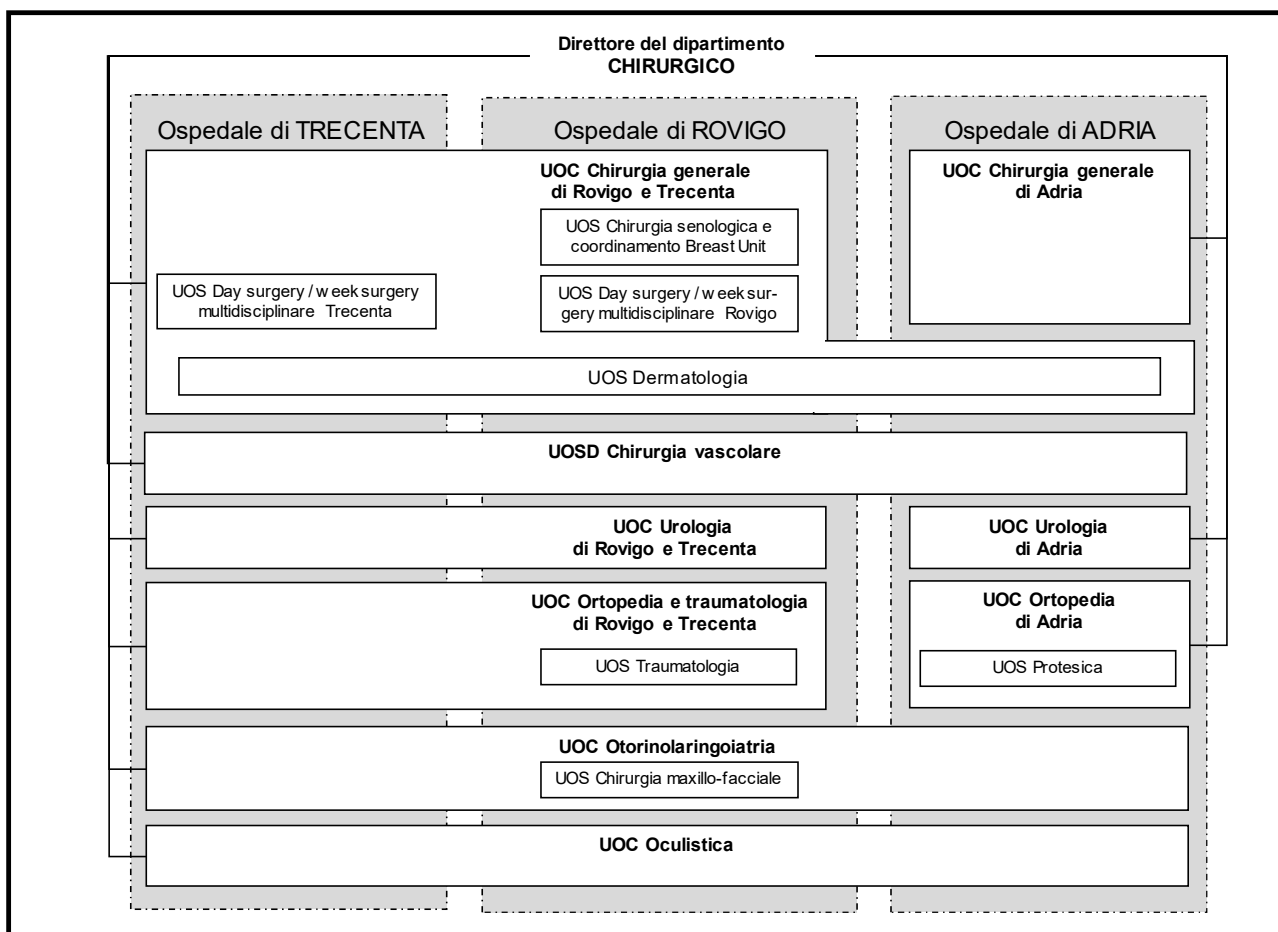 Direttore del dipartimento
CHIRURGICO
Ospedale di TRECENTA
Ospedale di ROVIGO
Ospedale di ADRIA
UOC Chirurgia generale
di Rovigo e Trecenta
UOC Chirurgia generale
di Adria
UOS Chirurgia senologica e
coordinamento Breast Unit
UOS Day surgery / week surgery
multidisciplinare Trecenta
UOS Day surgery / week sur-
gery multidisciplinare Rovigo
UOS Dermatologia
UOSD Chirurgia vascolare
UOC Urologia
di Rovigo e Trecenta
UOC Urologia
di Adria
UOC Ortopedia e traumatologia
di Rovigo e Trecenta
UOC Ortopedia
di Adria
UOS Traumatologia
UOS Protesica
UOC Otorinolaringoiatria
UOS Chirurgia maxillo-facciale
UOC Oculistica